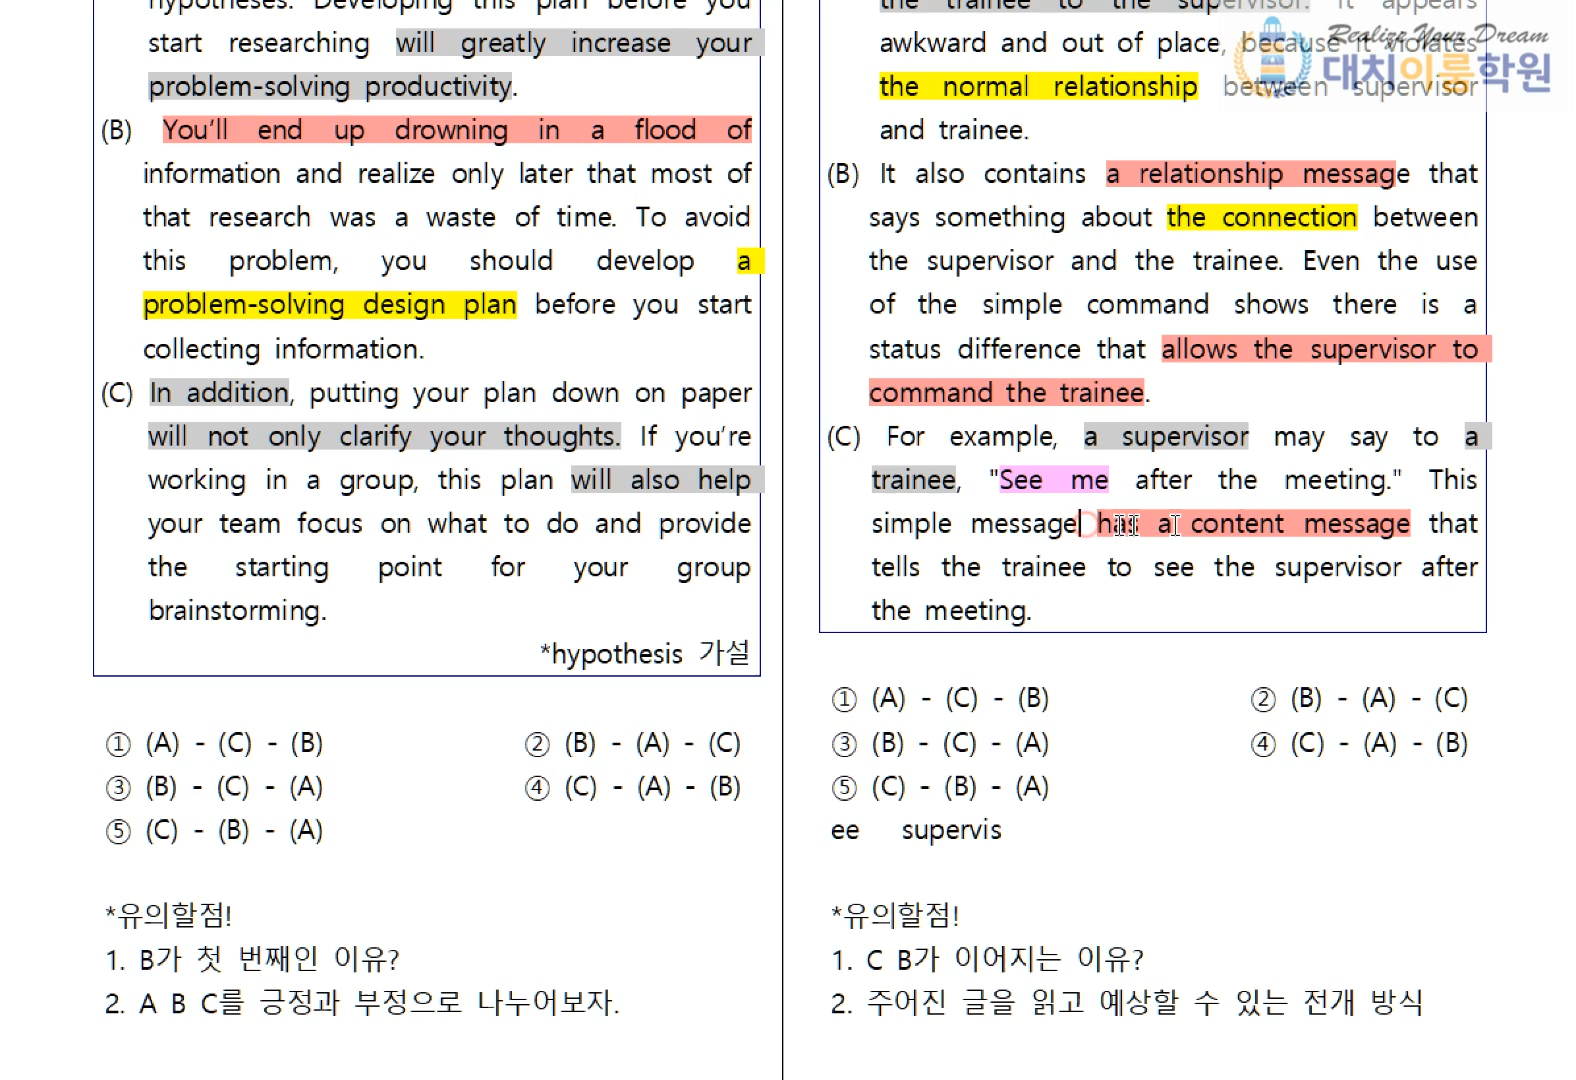 hypotheses. Developing this plan before you
start researching will greatly increase your
problem-solving productivity.
(B) You'll end up drowning in a flood of
information and realize only later that most of
that research was a waste of time. To avoid
this problem, you should develop a
problem-solving design plan before you start
collecting information.
(C) In addition, putting your plan down on paper
will not only clarify your thoughts. If you're
working in a group, this plan will also help
your team focus on what to do and provide
the starting point for your group
brainstorming.
*hypothesis 가설
① (A) - (C) - (B) ② (B) - (A) - (C)
③ (B) - (C) - (A) ④ (C) - (A) - (B)
⑤ (C) - (B) - (A)
*유의할점!
1. B가 첫 번째인 이유?
2. A B C를 긍정과 부정으로 나누어보자.
the trainee to the supervisor. It appears
awkward and out of place, because it violates
the normal relationship between supervisor
and trainee.
(B) It also contains a relationship message that
says something about the connection between
the supervisor and the trainee. Even the use
of the simple command shows there is a
status difference that allows the supervisor to
command the trainee.
(C) For example, a supervisor may say to a
trainee, "See me after the meeting." This
simple message has a content message that
tells the trainee to see the supervisor after
the meeting.
① (A) - (C) - (B) ② (B) - (A) - (C)
③ (B) - (C) - (A) ④ (C) - (A) - (B)
⑤ (C) - (B) - (A)
ee supervis
*유의할점!
1. C B가 이어지는 이유?
2. 주어진 글을 읽고 예상할 수 있는 전개 방식
Realize Your Dream
대치이룸학원